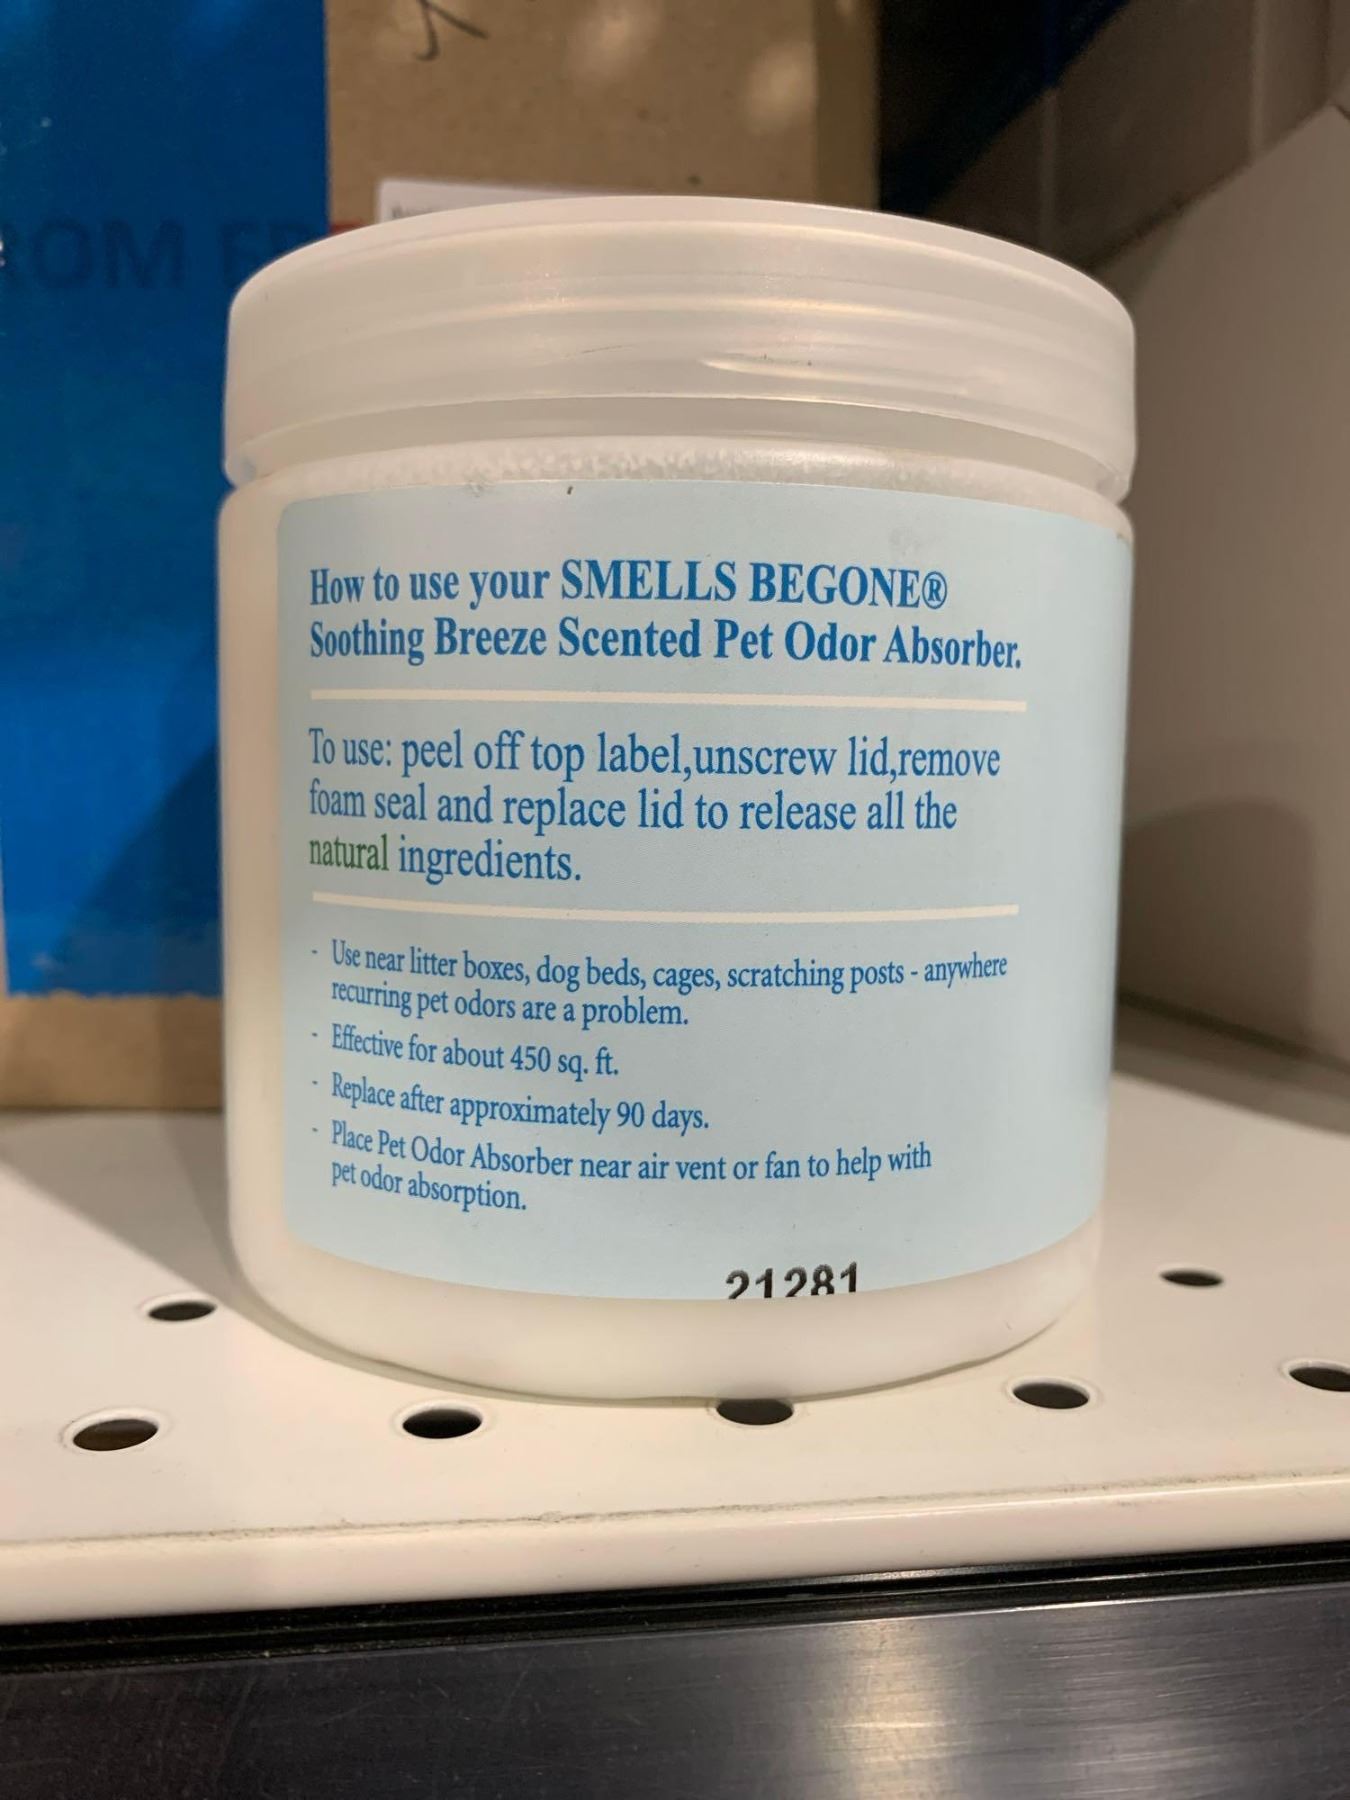 How to use your SMELLS BEGONE®
Soothing Breeze Scented Pet Odor Absorber.
To use: peel off top label,unscrew lid,remove
foam seal and replace lid to release all the
natural ingredients.
- Use near litter boxes, dog beds, cages, scratching posts - anywhere
recurring pet odors are a problem.
- Effective for about 450 sq. ft.
- Replace after approximately 90 days.
- Place Pet Odor Absorber near air vent or fan to help with
pet odor absorption.
21281